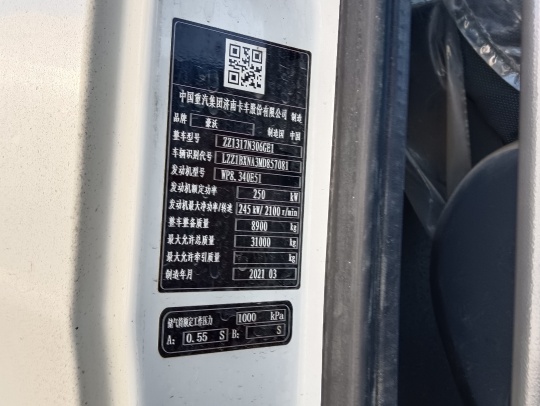 中国重汽集团济南卡车股份有限公司 制造
品牌 豪沃 制造国 中国
整车型号 ZZ1317N306GE1
车辆识别代号 LZZ1BXNA3MD857081
发动机型号 WP8.340E51
发动机额定功率 250 kW
发动机最大净功率/转速 245 kW/ 2100 r/min
整车整备质量 8900 kg
最大允许总质量 31000 kg
最大允许牵引质量 kg
制造年月 2021 03
储气筒额定工作压力 1000 kPa
A: 0.55 S B: S